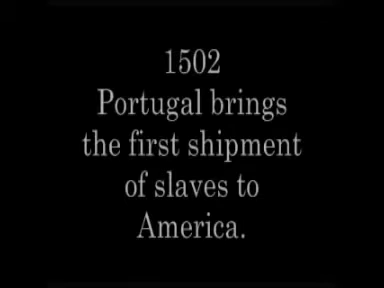 1502
Portugal brings
the first shipment
of slaves to
America.